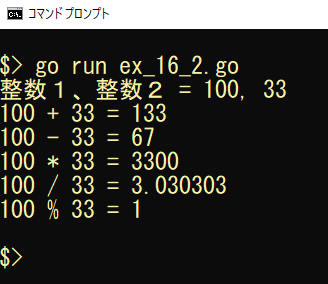 コマンド プロンプト
$> go run ex_16_2.go
整数１、整数２ = 100, 33
100 + 33 = 133
100 - 33 = 67
100 * 33 = 3300
100 / 33 = 3.030303
100 % 33 = 1
$>